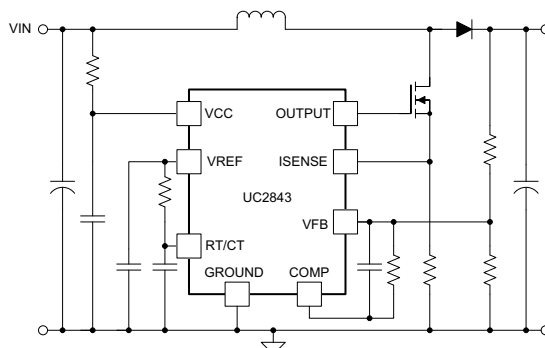 VIN
VCC
OUTPUT
VREF
ISENSE
UC2843
VFB
RT/CT
GROUND
COMP